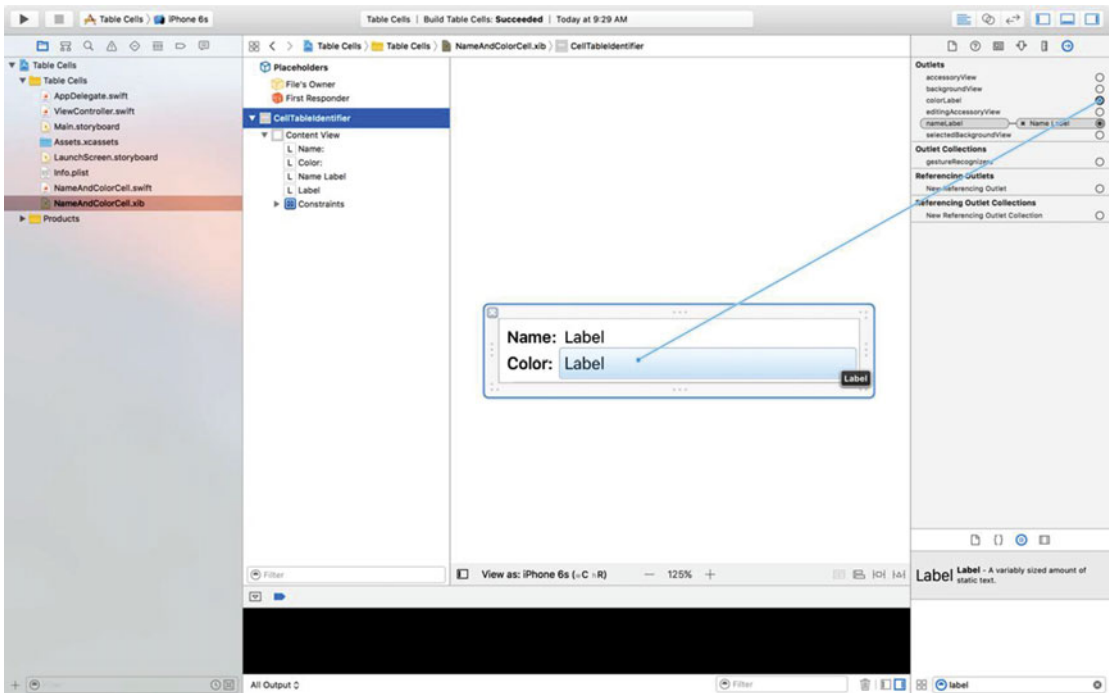 Table Cells 〉 iPhone 6s
Table Cells | Build Table Cells: Succeeded | Today at 9:29 AM
Table Cells 〉 Table Cells 〉 NameAndColorCell.xib 〉 CellTableIdentifier
Table Cells
Table Cells
AppDelegate.swift
ViewController.swift
Main.storyboard
Assets.xcassets
LaunchScreen.storyboard
Info.plist
NameAndColorCell.swift
NameAndColorCell.xib
Products
Placeholders
File's Owner
First Responder
CellTableIdentifier
Content View
L Name:
L Color:
L Name Label
L Label
Constraints
Filter
Name: Label
Color: Label
Label
View as: iPhone 6s (wC hR) — 125% +
Outlets
accessoryView
backgroundView
colorLabel
editingAccessoryView
nameLabel Name Label
selectedBackgroundView
Outlet Collections
gestureRecognizers
Referencing Outlets
New Referencing Outlet
Referencing Outlet Collections
New Referencing Outlet Collection
Label Label - A variably sized amount of
static text.
All Output
Filter
label